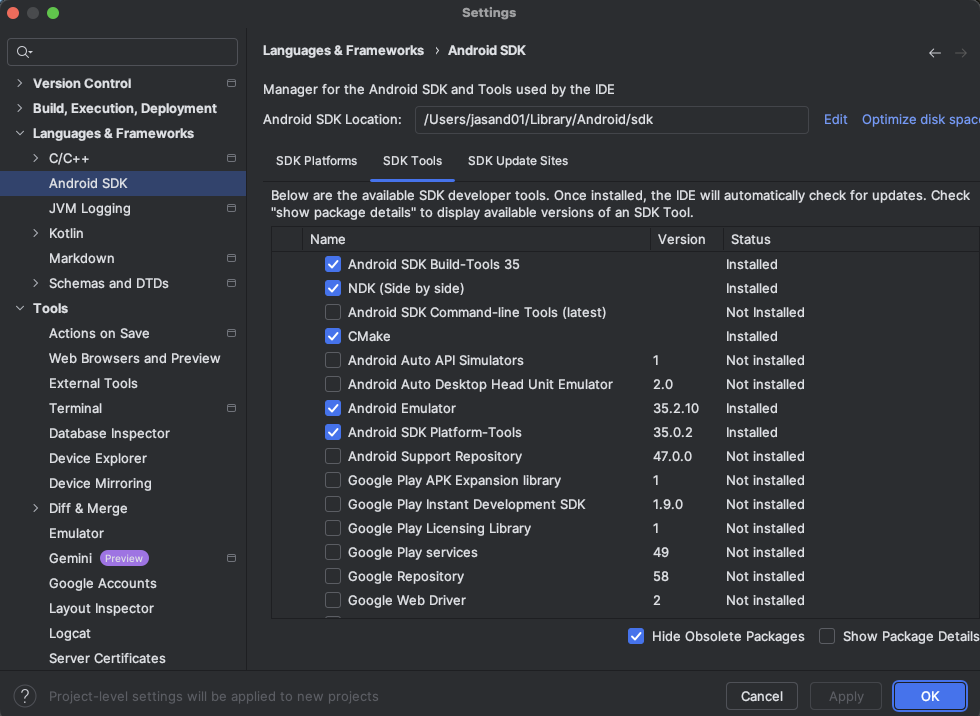 Settings
Version Control
Build, Execution, Deployment
Languages & Frameworks
C/C++
Android SDK
JVM Logging
Kotlin
Markdown
Schemas and DTDs
Tools
Actions on Save
Web Browsers and Preview
External Tools
Terminal
Database Inspector
Device Explorer
Device Mirroring
Diff & Merge
Emulator
Gemini Preview
Google Accounts
Layout Inspector
Logcat
Server Certificates
Languages & Frameworks › Android SDK
Manager for the Android SDK and Tools used by the IDE
Android SDK Location: /Users/jasand01/Library/Android/sdk Edit Optimize disk space
SDK Platforms SDK Tools SDK Update Sites
Below are the available SDK developer tools. Once installed, the IDE will automatically check for updates. Check
"show package details" to display available versions of an SDK Tool.
Name Version Status
Android SDK Build-Tools 35 Installed
NDK (Side by side) Installed
Android SDK Command-line Tools (latest) Not Installed
CMake Installed
Android Auto API Simulators 1 Not installed
Android Auto Desktop Head Unit Emulator 2.0 Not installed
Android Emulator 35.2.10 Installed
Android SDK Platform-Tools 35.0.2 Installed
Android Support Repository 47.0.0 Not installed
Google Play APK Expansion library 1 Not installed
Google Play Instant Development SDK 1.9.0 Not installed
Google Play Licensing Library 1 Not installed
Google Play services 49 Not installed
Google Repository 58 Not installed
Google Web Driver 2 Not installed
Hide Obsolete Packages Show Package Details
? Project-level settings will be applied to new projects
Cancel Apply OK